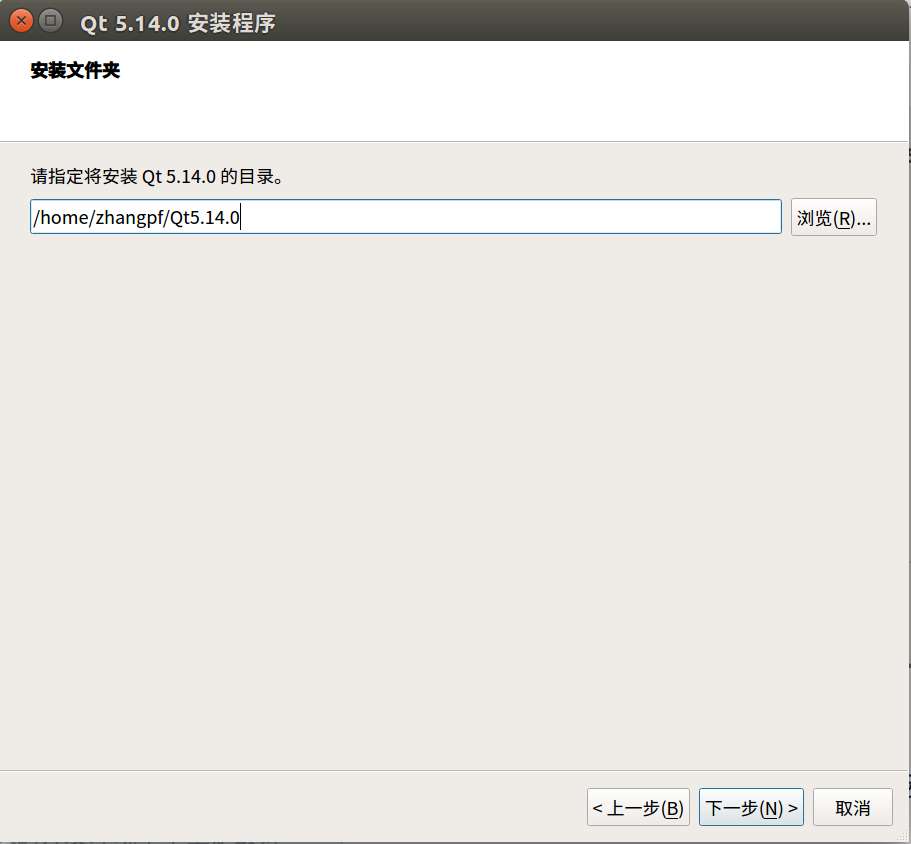 Qt 5.14.0 安装程序
安装文件夹
请指定将安装 Qt 5.14.0 的目录。
/home/zhangpf/Qt5.14.0
浏览(R)...
< 上一步(B)
下一步(N) >
取消